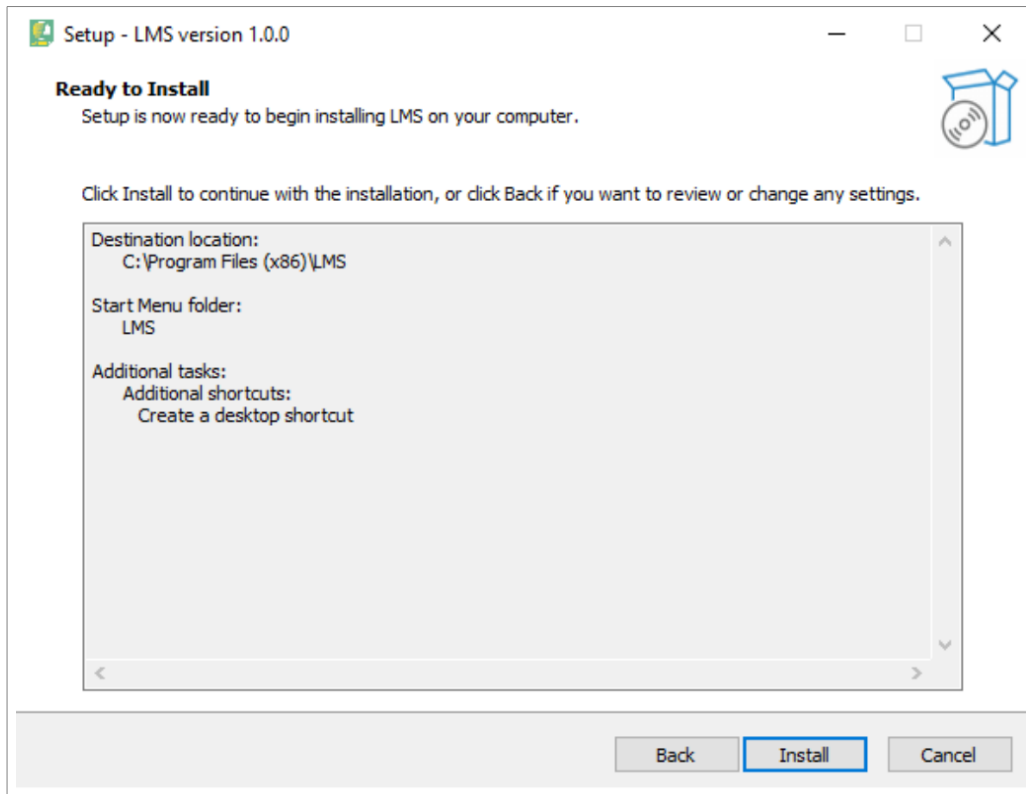 Setup - LMS version 1.0.0
Ready to Install
Setup is now ready to begin installing LMS on your computer.
Click Install to continue with the installation, or click Back if you want to review or change any settings.
Destination location:
C:\Program Files (x86)\LMS
Start Menu folder:
LMS
Additional tasks:
Additional shortcuts:
Create a desktop shortcut
Back Install Cancel